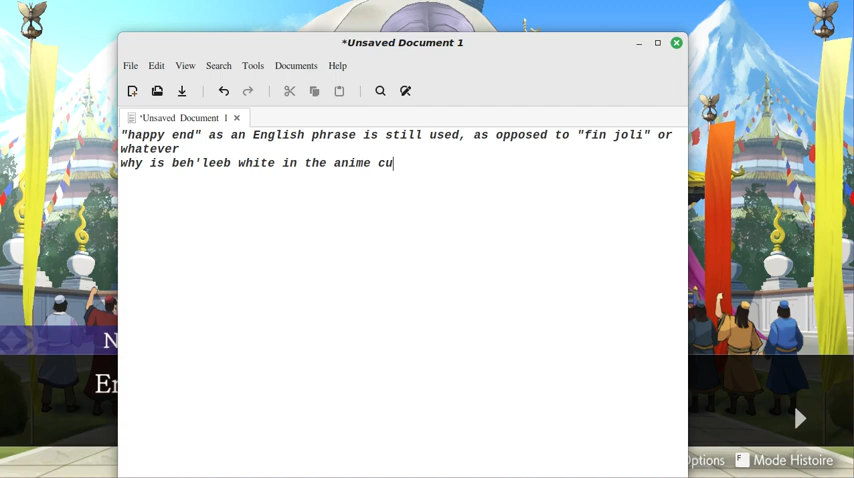 *Unsaved Document 1
File Edit View Search Tools Documents Help
*Unsaved Document 1
"happy end" as an English phrase is still used, as opposed to "fin joli" or
whatever
why is beh'leeb white in the anime cu
N
En
ptions F Mode Histoire